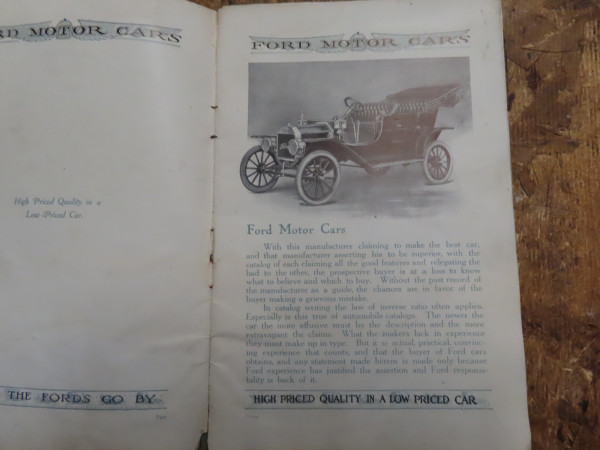 RD MOTOR CARS
High Priced Quality in a
Low Priced Car.
THE FORDS GO BY
FORD MOTOR CARS
Ford Motor Cars
With this manufacturer claiming to make the best car,
and that manufacturer asserting his to be superior, with the
catalog of each claiming all the good features and relegating the
bad to the other, the prospective buyer is at a loss to know
what to believe and which to buy. Without the past record of
the manufacturer as a guide, the chances are in favor of the
buyer making a grievous mistake.
In catalog writing the law of inverse ratio often applies.
Especially is this true of automobile catalogs. The newer the
car the more effusive must be the description and the more
extravagant the claims. What the makers lack in experience
they must make up in type. But it is actual, practical, convinc-
ing experience that counts, and that the buyer of Ford cars
obtains, and any statement made herein is made only because
Ford experience has justified the assertion and Ford responsi-
bility is back of it.
HIGH PRICED QUALITY IN A LOW PRICED CAR